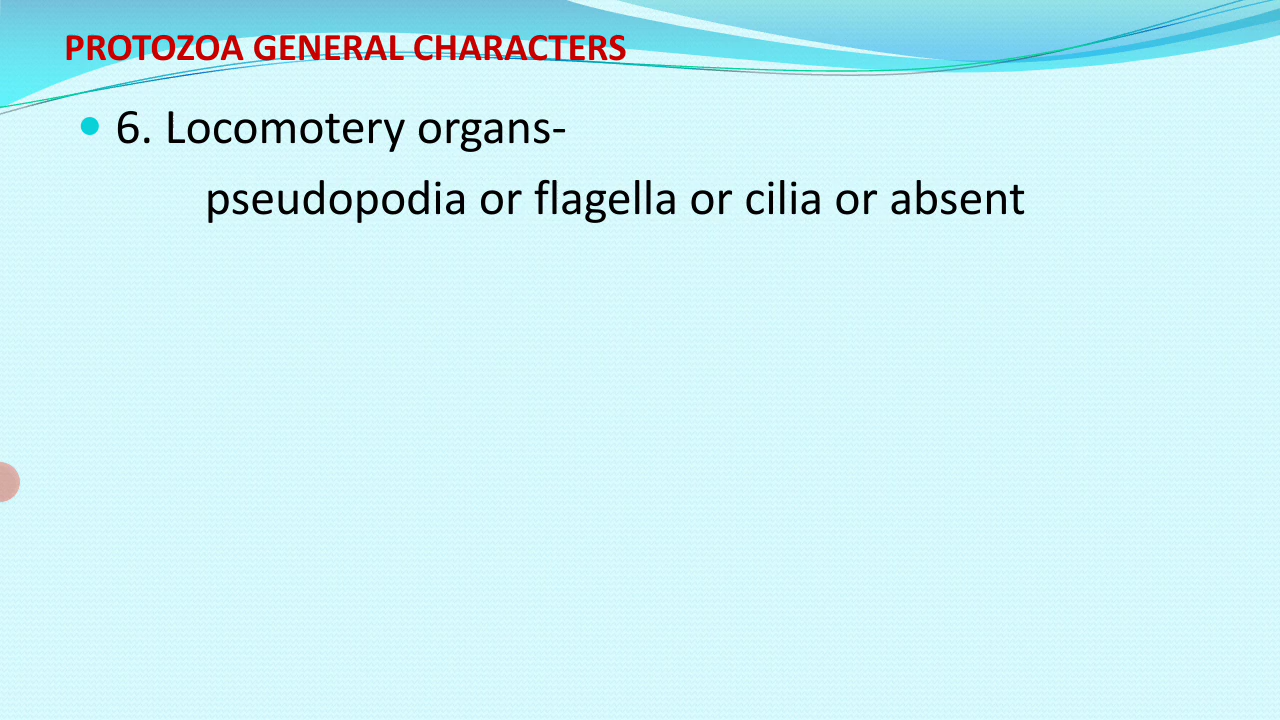 PROTOZOA GENERAL CHARACTERS
6. Locomotery organs-
pseudopodia or flagella or cilia or absent